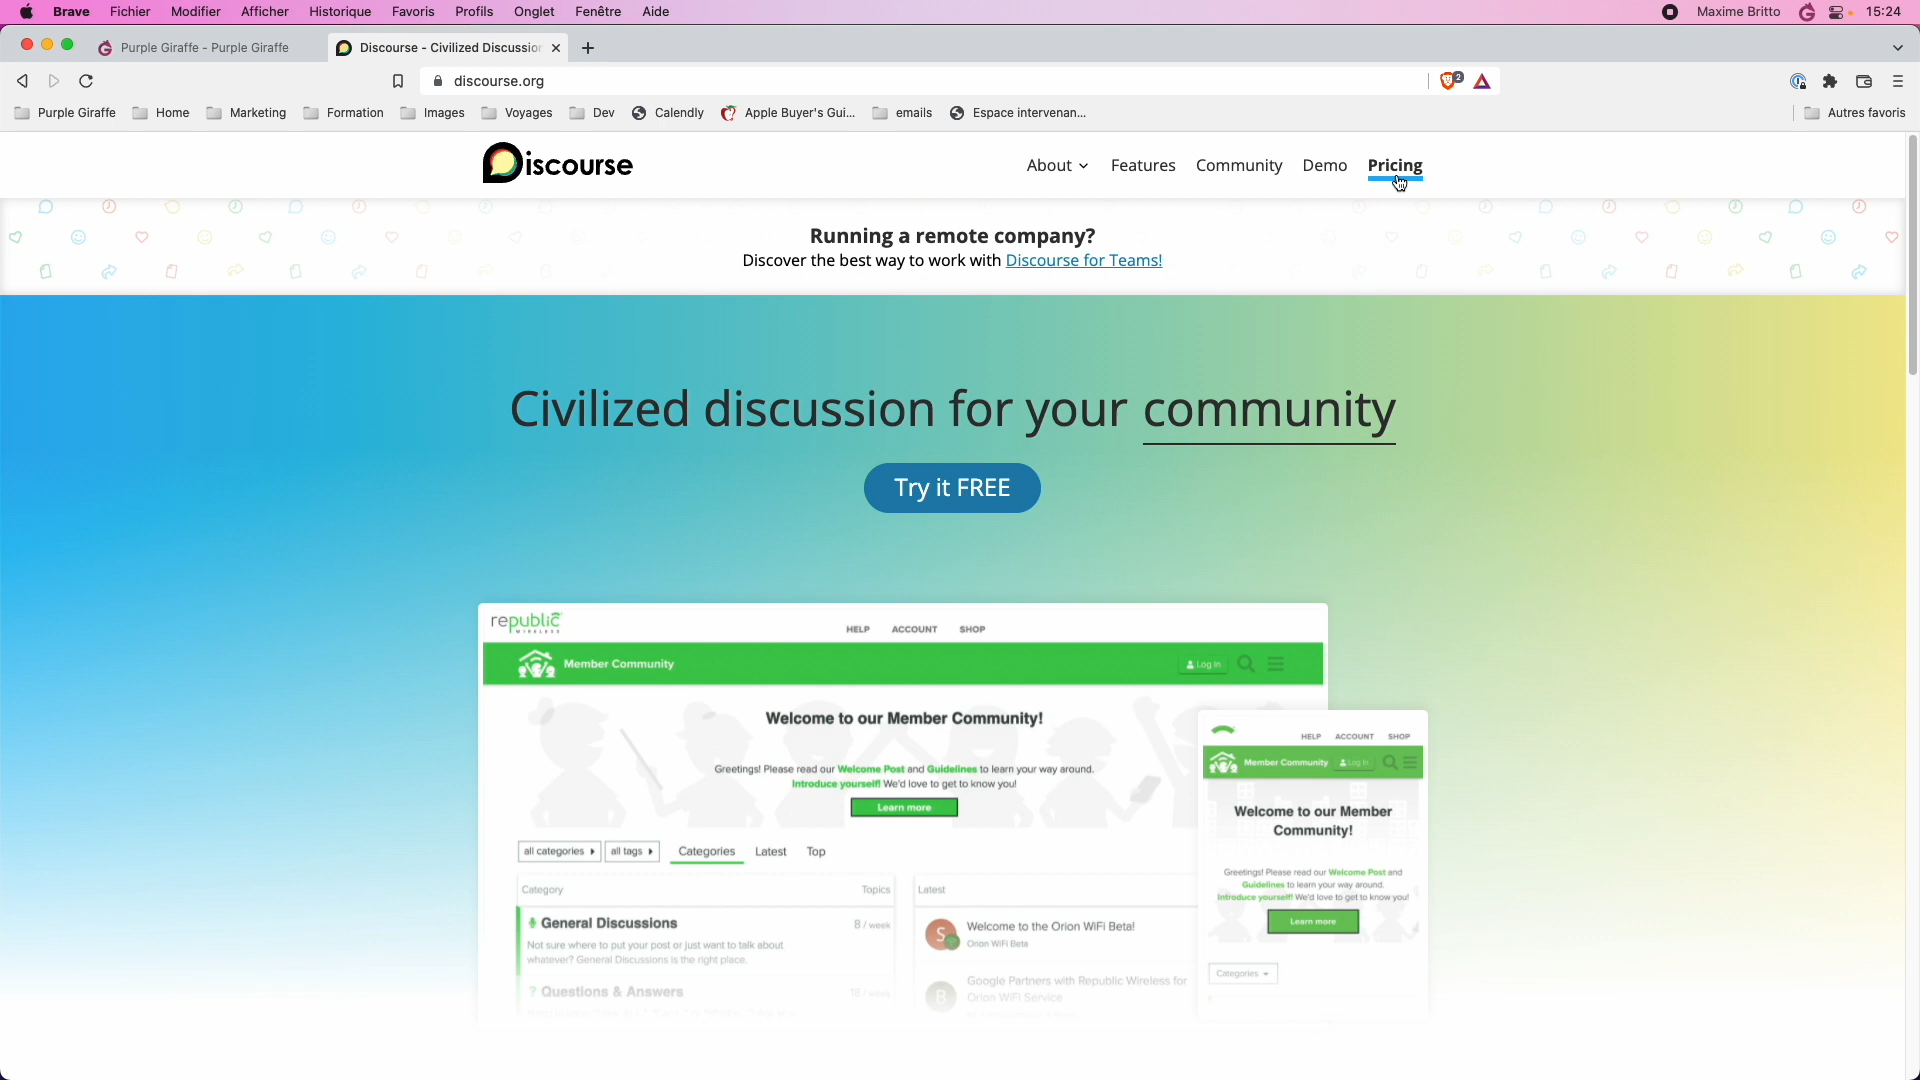 Brave Fichier Modifier Afficher Historique Favoris Profils Onglet Fenêtre Aide Maxime Britto 15:24
Purple Giraffe - Purple Giraffe
Discourse - Civilized Discussion
discourse.org
2
Purple Giraffe Home Marketing Formation Images Voyages Dev Calendly Apple Buyer's Gui... emails Espace intervenan... Autres favoris
Discourse
About Features Community Demo Pricing
Running a remote company?
Discover the best way to work with Discourse for Teams!
Civilized discussion for your community
Try it FREE
republic
WIRELESS
HELP ACCOUNT SHOP
Member Community
Log In
Welcome to our Member Community!
Greetings! Please read our Welcome Post and Guidelines to learn your way around.
Introduce yourself! We'd love to get to know you!
Learn more
all categories all tags Categories Latest Top
Category Topics
General Discussions 8 / week
Not sure where to put your post or just want to talk about
whatever? General Discussions is the right place.
? Questions & Answers 18 / week
Latest
S
Welcome to the Orion WiFi Beta!
Orion WiFi Beta
B
Google Partners with Republic Wireless for
Orion WiFi Service
HELP ACCOUNT SHOP
Member Community
Log In
Welcome to our Member
Community!
Greetings! Please read our Welcome Post and
Guidelines to learn your way around.
Introduce yourself! We'd love to get to know you!
Learn more
Categories